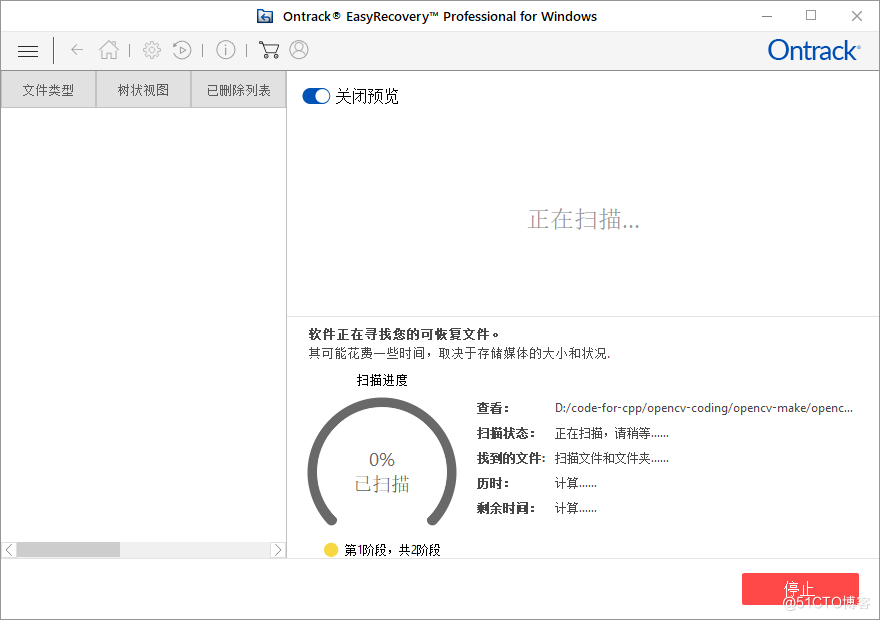 Ontrack® EasyRecovery™ Professional for Windows
Ontrack®
文件类型 树状视图 已删除列表
关闭预览
正在扫描...
软件正在寻找您的可恢复文件。
其可能花费一些时间，取决于存储媒体的大小和状况.
扫描进度
0%
已扫描
第1阶段，共2阶段
查看： D:/code-for-cpp/opencv-coding/opencv-make/openc...
扫描状态： 正在扫描，请稍等......
找到的文件: 扫描文件和文件夹......
历时： 计算......
剩余时间： 计算......
停止
@51CTO博客